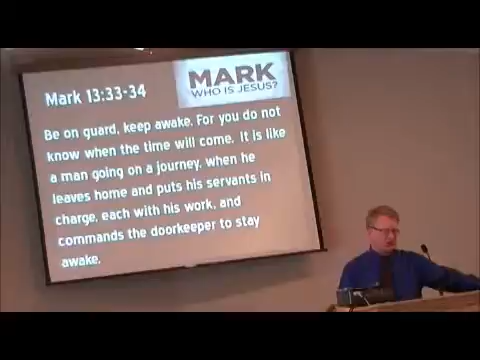 Mark 13:33-34
MARK
WHO IS JESUS?
Be on guard, keep awake. For you do not
know when the time will come. It is like
a man going on a journey, when he
leaves home and puts his servants in
charge, each with his work, and
commands the doorkeeper to stay
awake.